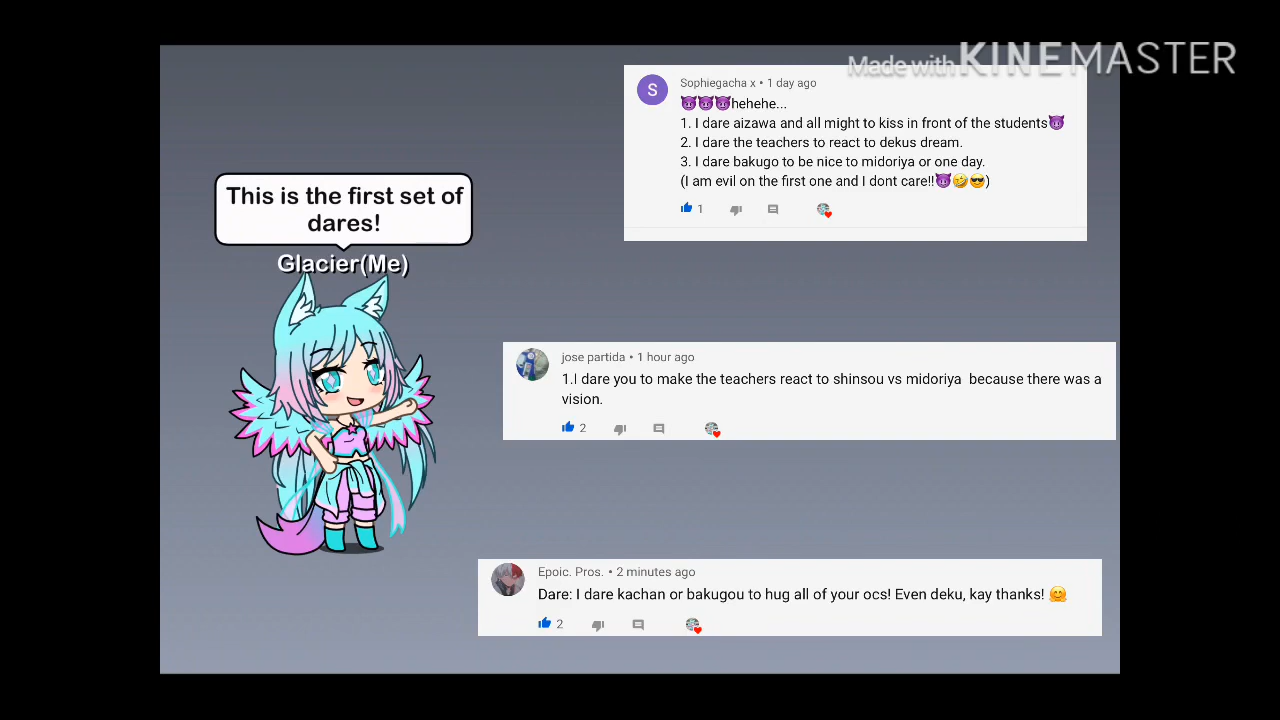 Made with KINEMASTER
Sophiegacha x • 1 day ago
S
😈😈😈hehehe...
1. I dare aizawa and all might to kiss in front of the students😈
2. I dare the teachers to react to dekus dream.
3. I dare bakugo to be nice to midoriya or one day.
(I am evil on the first one and I dont care!!😈🤣😎)
1
This is the first set of
dares!
Glacier(Me)
jose partida • 1 hour ago
1.I dare you to make the teachers react to shinsou vs midoriya because there was a
vision.
2
Epoic. Pros. • 2 minutes ago
Dare: I dare kachan or bakugou to hug all of your ocs! Even deku, kay thanks! 🤗
2